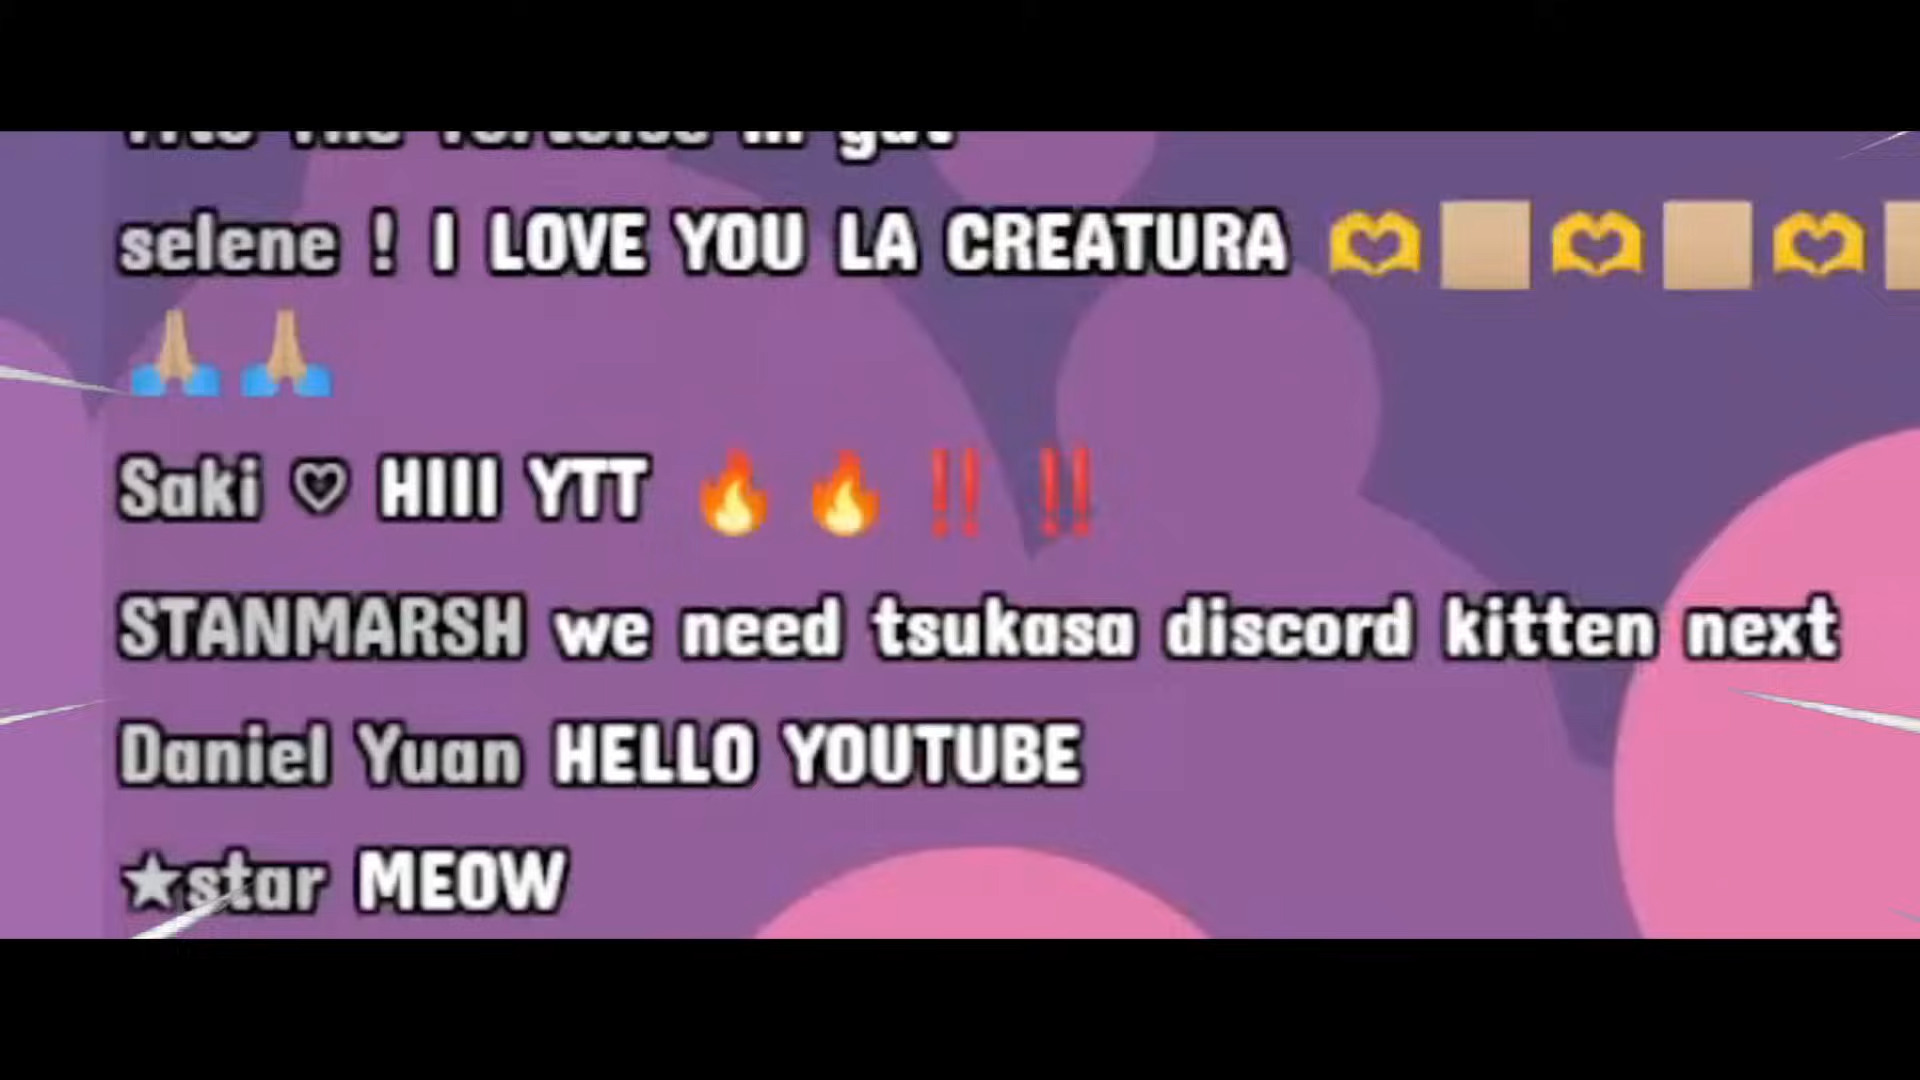 selene ! I LOVE YOU LA CREATURA 🫶🏼🫶🏼🫶🏼
🙏🏼🙏🏼
Saki ♡ HIII YTT 🔥🔥‼️‼️
STANMARSH we need tsukasa discord kitten next
Daniel Yuan HELLO YOUTUBE
★star MEOW